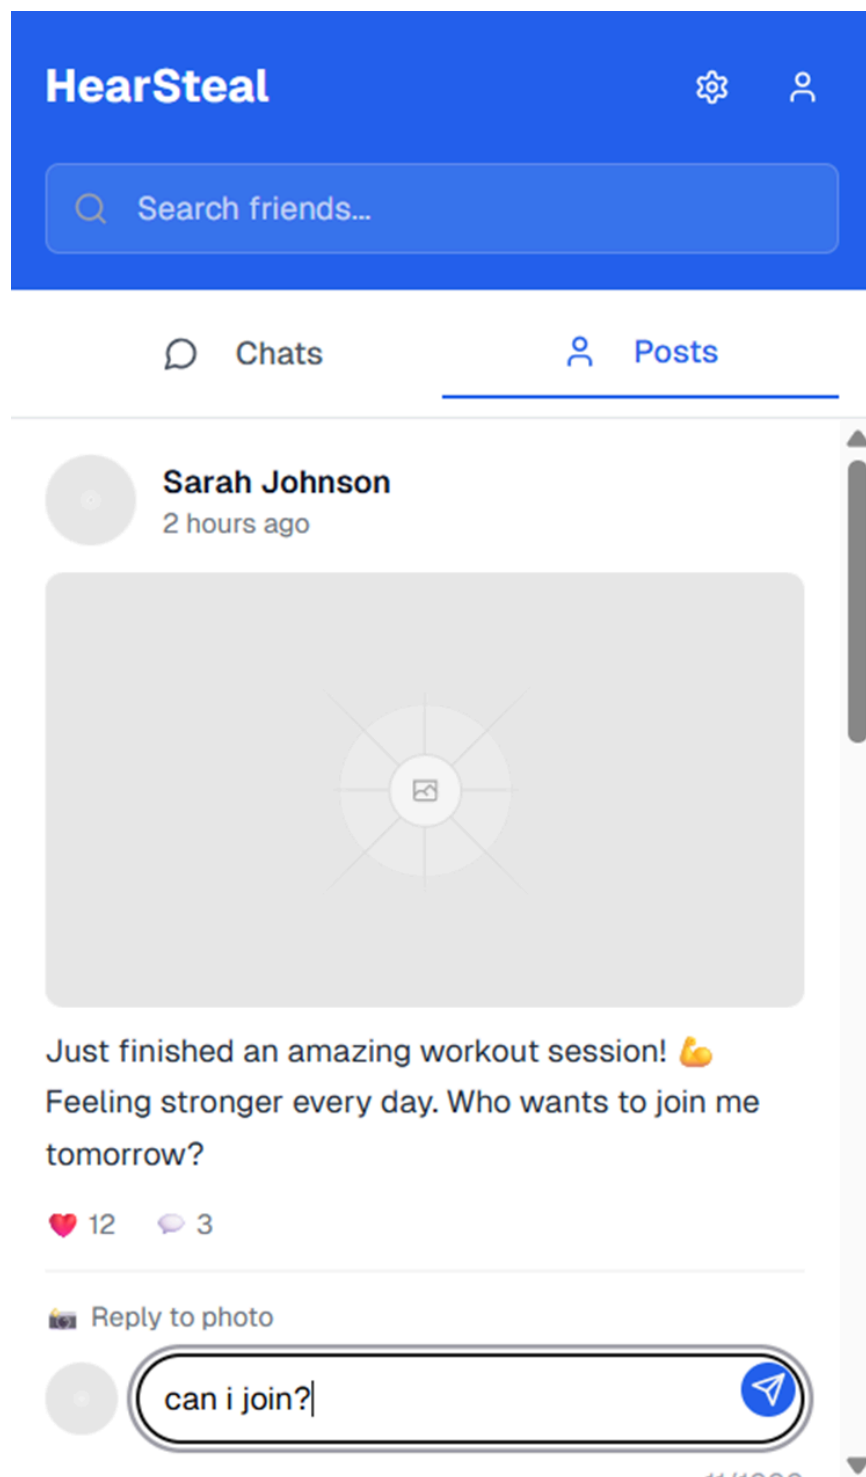 HearSteal
Search friends...
Chats
Posts
Sarah Johnson
2 hours ago
Just finished an amazing workout session! 💪
Feeling stronger every day. Who wants to join me
tomorrow?
❤️ 12 💬 3
📸 Reply to photo
can i join?